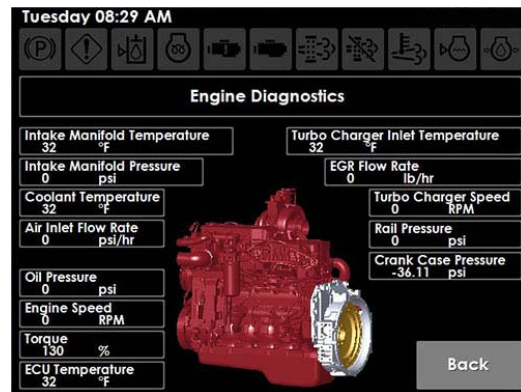 Tuesday 08:29 AM
Engine Diagnostics
Intake Manifold Temperature
32 °F
Intake Manifold Pressure
0 psi
Coolant Temperature
32 °F
Air Inlet Flow Rate
0 psi/hr
Oil Pressure
0 psi
Engine Speed
0 RPM
Torque
130 %
ECU Temperature
32 °F
Turbo Charger Inlet Temperature
32 °F
EGR Flow Rate
0 lb/hr
Turbo Charger Speed
0 RPM
Rail Pressure
0 psi
Crank Case Pressure
-36.11 psi
Back